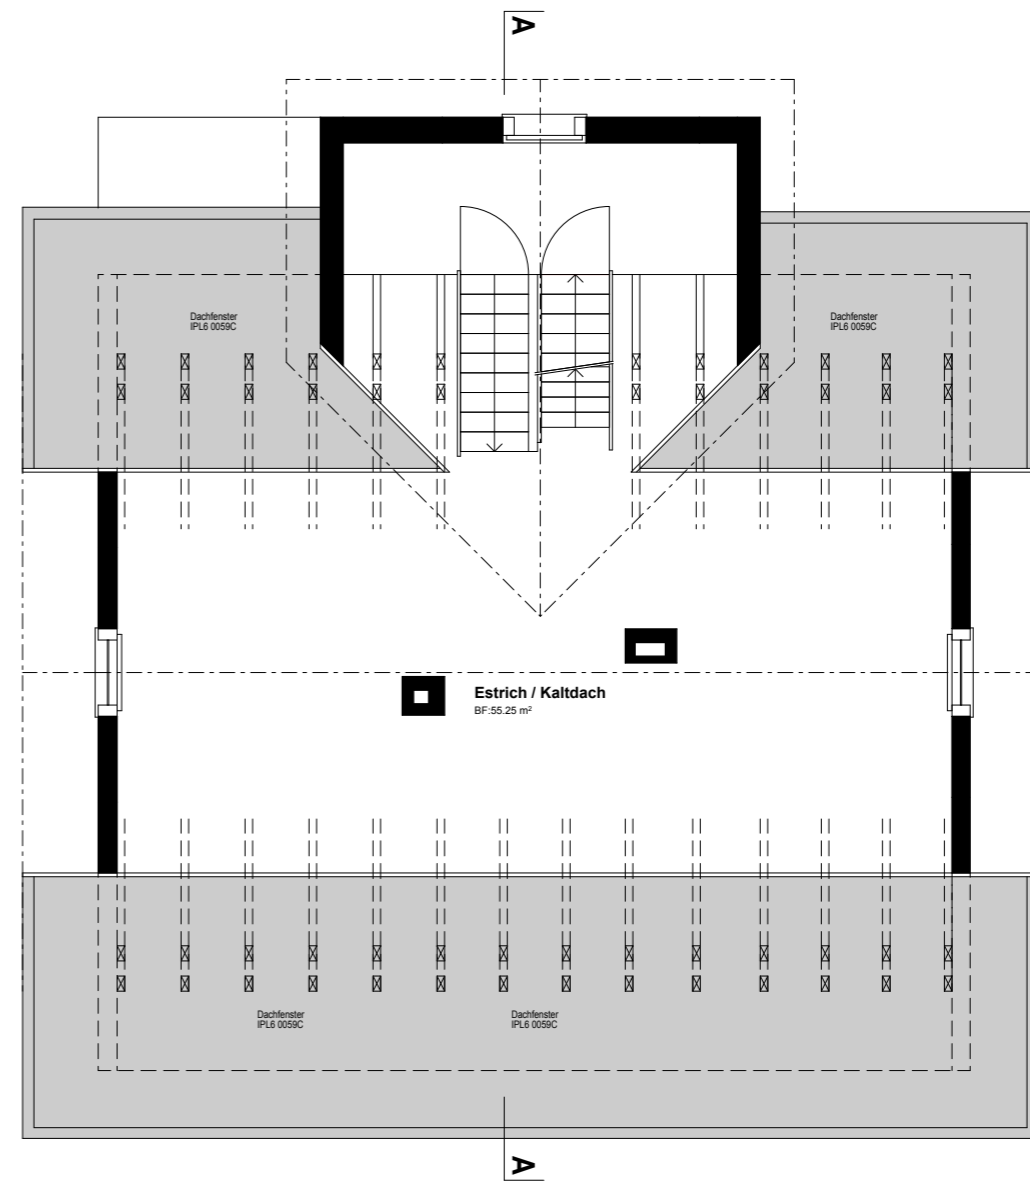 A
Dachfenster
IPL6 0059C
Dachfenster
IPL6 0059C
Estrich / Kaltdach
BF:55.25 m²
Dachfenster
IPL6 0059C
Dachfenster
IPL6 0059C
A